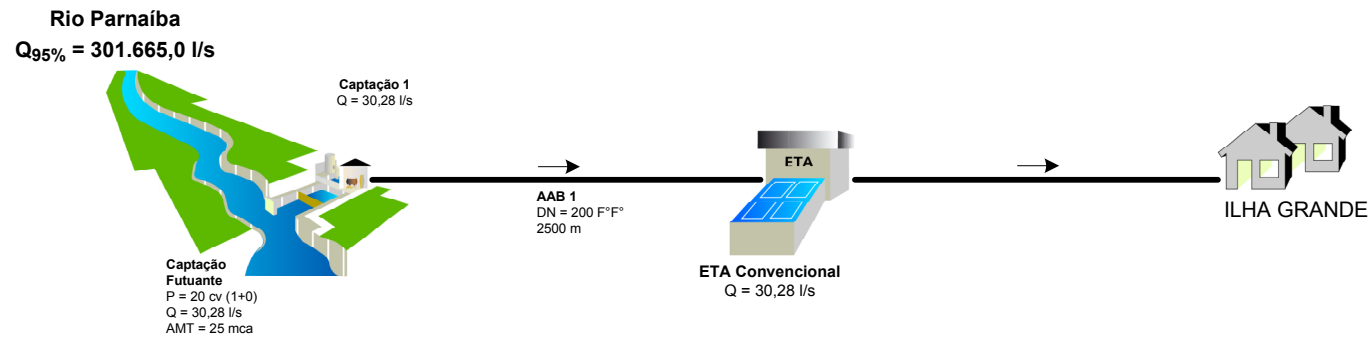 Rio Parnaíba
Q95% = 301.665,0 l/s
Captação 1
Q = 30,28 l/s
Captação
Futuante
P = 20 cv (1+0)
Q = 30,28 l/s
AMT = 25 mca
AAB 1
DN = 200 F°F°
2500 m
ETA
ETA Convencional
Q = 30,28 l/s
ILHA GRANDE